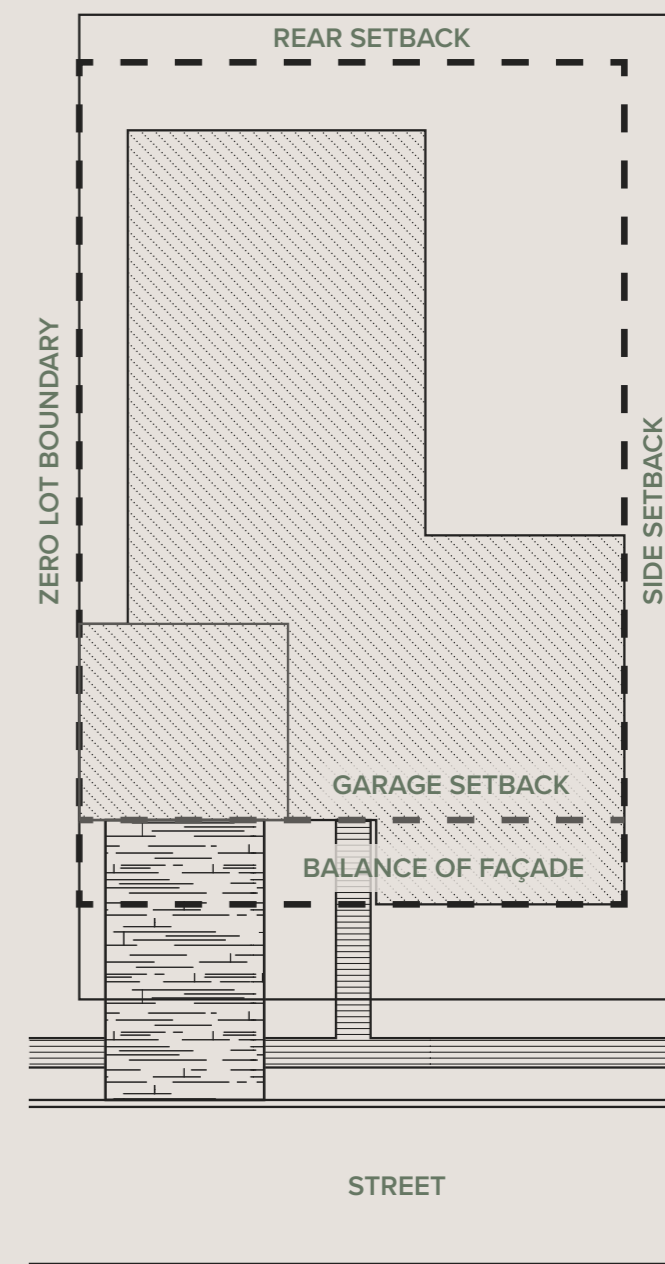 REAR SETBACK
ZERO LOT BOUNDARY
SIDE SETBACK
GARAGE SETBACK
BALANCE OF FAÇADE
STREET